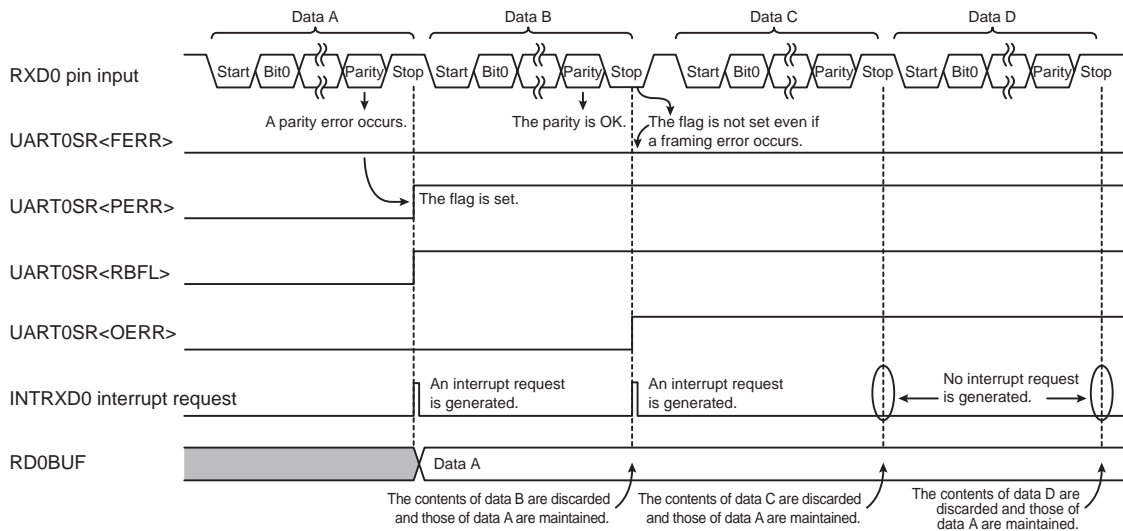 Data A Data B Data C Data D
RXD0 pin input
Start Bit0 Parity Stop Start Bit0 Parity Stop Start Bit0 Parity Stop Start Bit0 Parity Stop
A parity error occurs.
The parity is OK.
The flag is not set even if
a framing error occurs.
UART0SR<FERR>
UART0SR<PERR>
The flag is set.
UART0SR<RBFL>
UART0SR<OERR>
INTRXD0 interrupt request
An interrupt request
is generated.
An interrupt request
is generated.
No interrupt request
is generated.
RD0BUF
Data A
The contents of data B are discarded
and those of data A are maintained.
The contents of data C are discarded
and those of data A are maintained.
The contents of data D are
discarded and those of
data A are maintained.